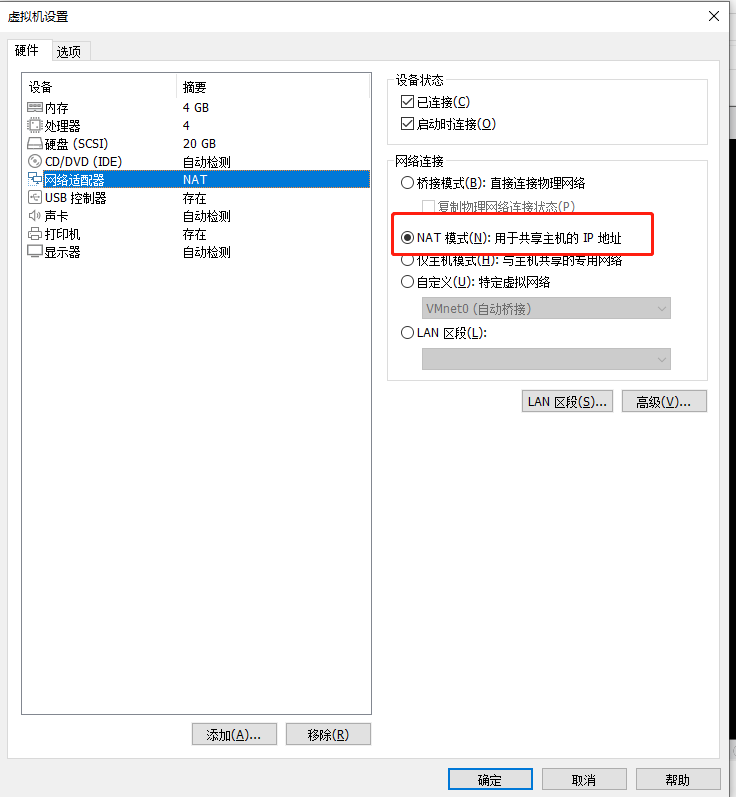 虚拟机设置
硬件 选项
设备 摘要
内存 4 GB
处理器 4
硬盘 (SCSI) 20 GB
CD/DVD (IDE) 自动检测
网络适配器 NAT
USB 控制器 存在
声卡 自动检测
打印机 存在
显示器 自动检测
添加(A)... 移除(R)
设备状态
已连接(C)
启动时连接(O)
网络连接
桥接模式(B): 直接连接物理网络
复制物理网络连接状态(P)
NAT 模式(N): 用于共享主机的 IP 地址
仅主机模式(H): 与主机共享的专用网络
自定义(U): 特定虚拟网络
VMnet0 (自动桥接)
LAN 区段(L):
LAN 区段(S)... 高级(V)...
确定 取消 帮助